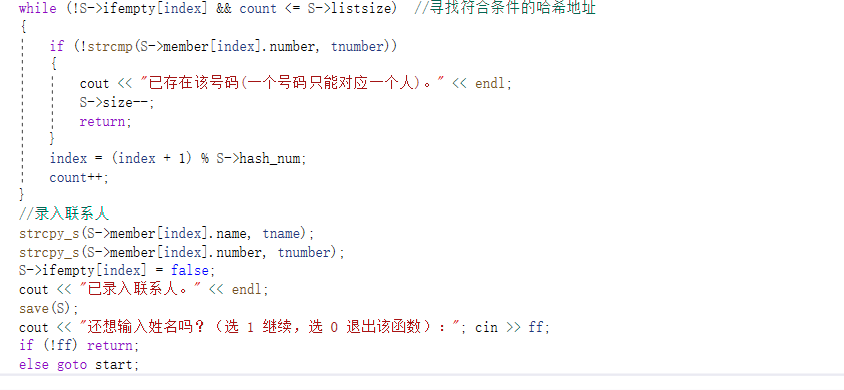 while (!S->ifempty[index] && count <= S->listsize)  //寻找符合条件的哈希地址
{
    if (!strcmp(S->member[index].number, tnumber))
    {
        cout << "已存在该号码(一个号码只能对应一个人)。" << endl;
        S->size--;
        return;
    }
    index = (index + 1) % S->hash_num;
    count++;
}
//录入联系人
strcpy_s(S->member[index].name, tname);
strcpy_s(S->member[index].number, tnumber);
S->ifempty[index] = false;
cout << "已录入联系人。" << endl;
save(S);
cout << "还想输入姓名吗？（选 1 继续，选 0 退出该函数）："; cin >> ff;
if (!ff) return;
else goto start;